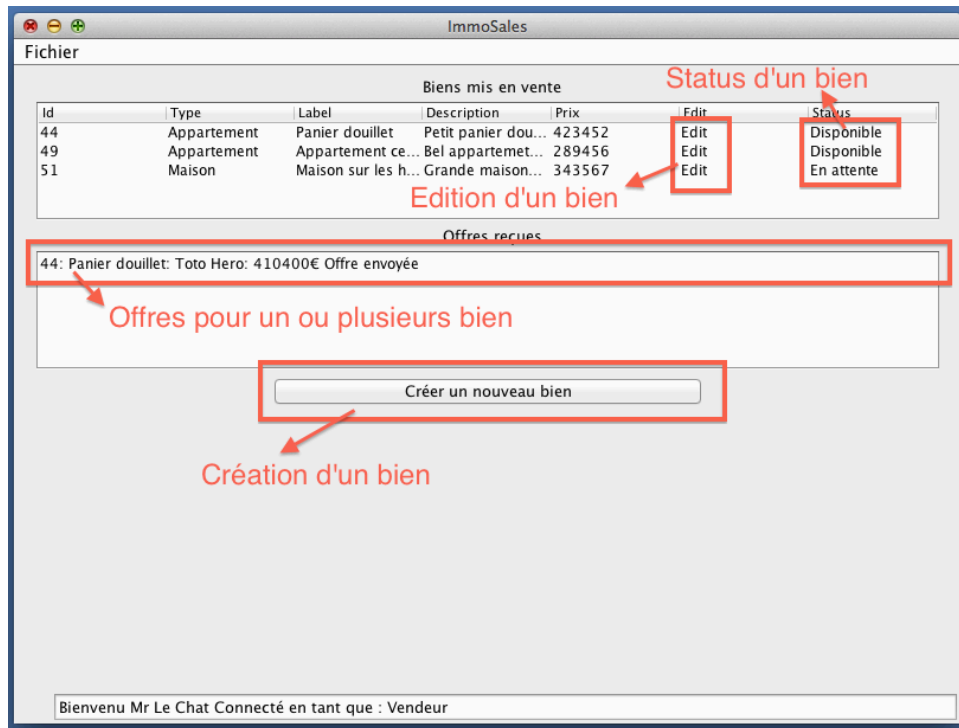 ImmoSales
Fichier
Status d'un bien
Biens mis en vente
Id Type Label Description Prix Edit Status
44 Appartement Panier douillet Petit panier dou... 423452 Edit Disponible
49 Appartement Appartement ce... Bel appartemet... 289456 Edit Disponible
51 Maison Maison sur les h... Grande maison... 343567 Edit En attente
Edition d'un bien
Offres reçues
44: Panier douillet: Toto Hero: 410400€ Offre envoyée
Offres pour un ou plusieurs bien
Créer un nouveau bien
Création d'un bien
Bienvenu Mr Le Chat Connecté en tant que : Vendeur